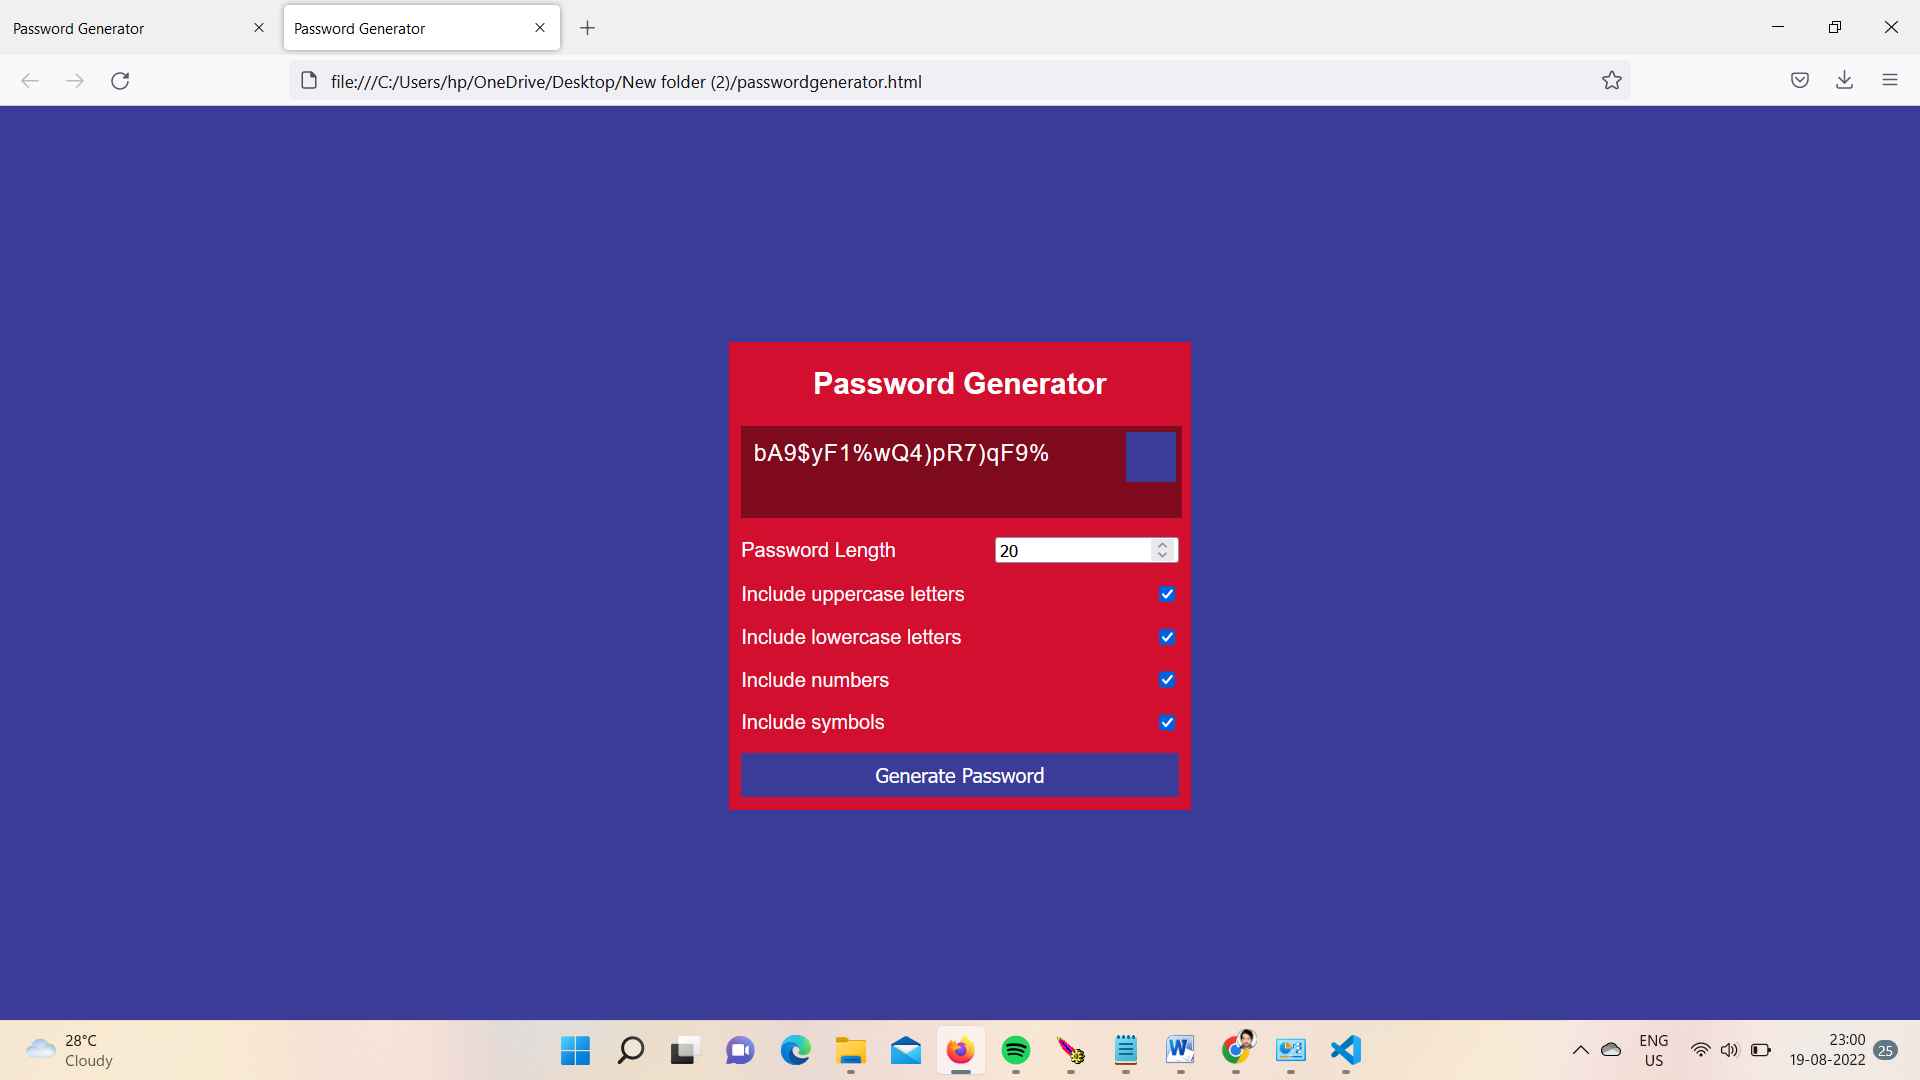 Password Generator
Password Generator
file:///C:/Users/hp/OneDrive/Desktop/New folder (2)/passwordgenerator.html
Password Generator
bA9$yF1%wQ4)pR7)qF9%
Password Length
20
Include uppercase letters
Include lowercase letters
Include numbers
Include symbols
Generate Password
28°C
Cloudy
ENG
US
23:00
19-08-2022
25